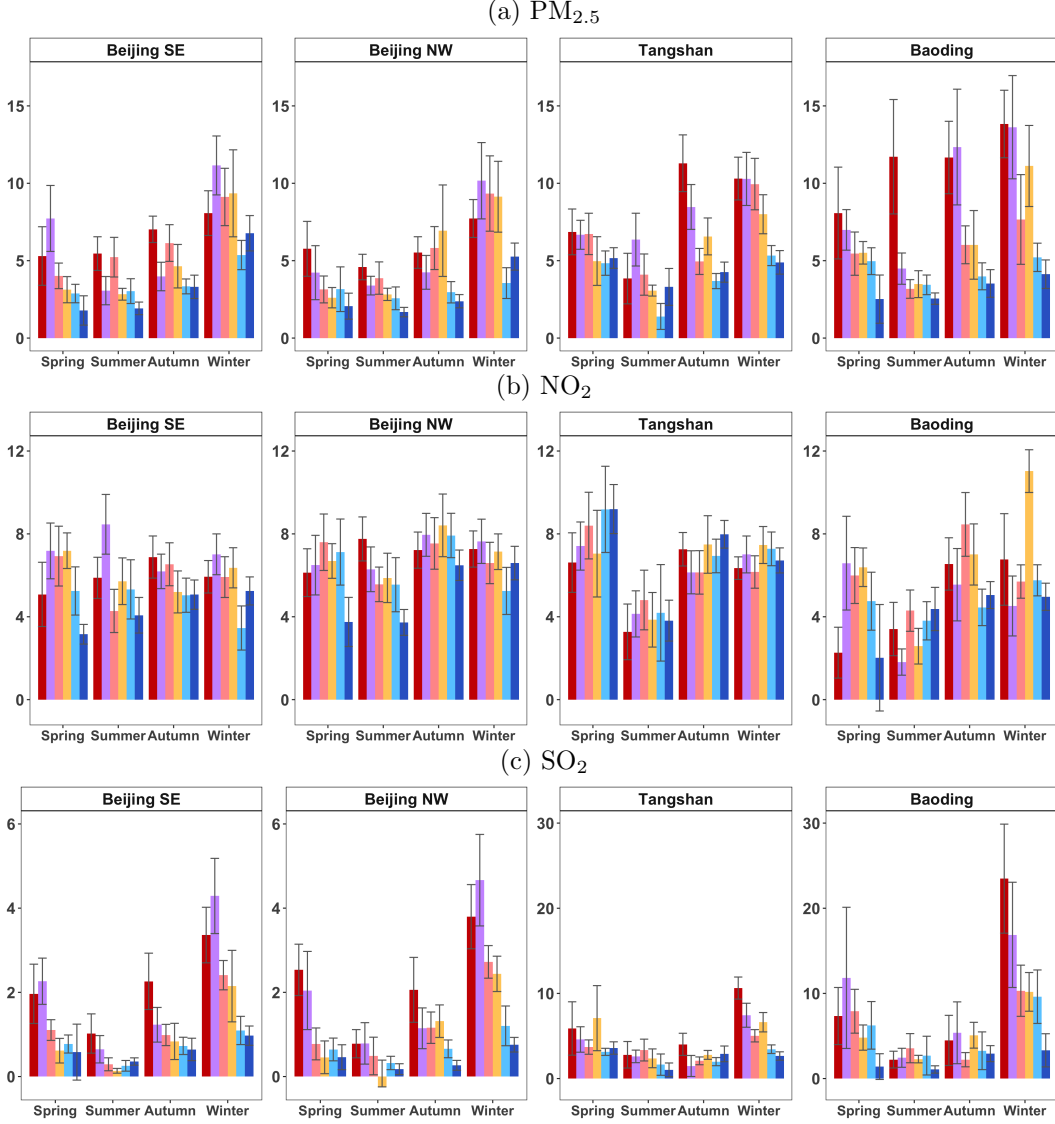 (a) PM₂.₅
Beijing SE Beijing NW Tangshan Baoding
15 15 15 15
10 10 10 10
5 5 5 5
0 0 0 0
Spring Summer Autumn Winter Spring Summer Autumn Winter Spring Summer Autumn Winter Spring Summer Autumn Winter
(b) NO₂
Beijing SE Beijing NW Tangshan Baoding
12 12 12 12
8 8 8 8
4 4 4 4
0 0 0 0
Spring Summer Autumn Winter Spring Summer Autumn Winter Spring Summer Autumn Winter Spring Summer Autumn Winter
(c) SO₂
Beijing SE Beijing NW Tangshan Baoding
6 6 30 30
4 4 20 20
2 2 10 10
0 0 0 0
Spring Summer Autumn Winter Spring Summer Autumn Winter Spring Summer Autumn Winter Spring Summer Autumn Winter